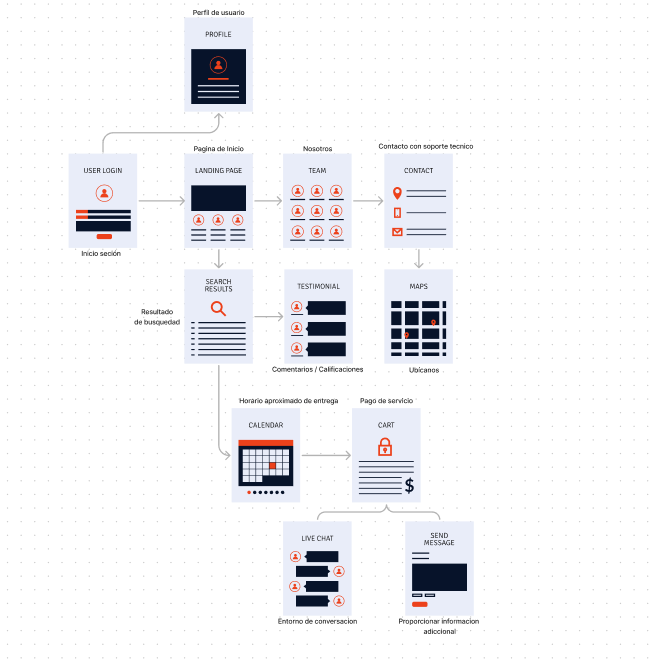 Perfil de usuario
PROFILE
Pagina de Inicio
Nosotros
Contacto con soporte tecnico
USER LOGIN
LANDING PAGE
TEAM
CONTACT
Inicio seción
SEARCH
RESULTS
TESTIMONIAL
MAPS
Resultado
de busquedad
Comentarios / Calificaciones
Ubícanos
Horario aproximado de entrega
Pago de servicio
CALENDAR
CART
$
LIVE CHAT
SEND
MESSAGE
Entorno de conversacion
Proporcionar informacion
adiccional